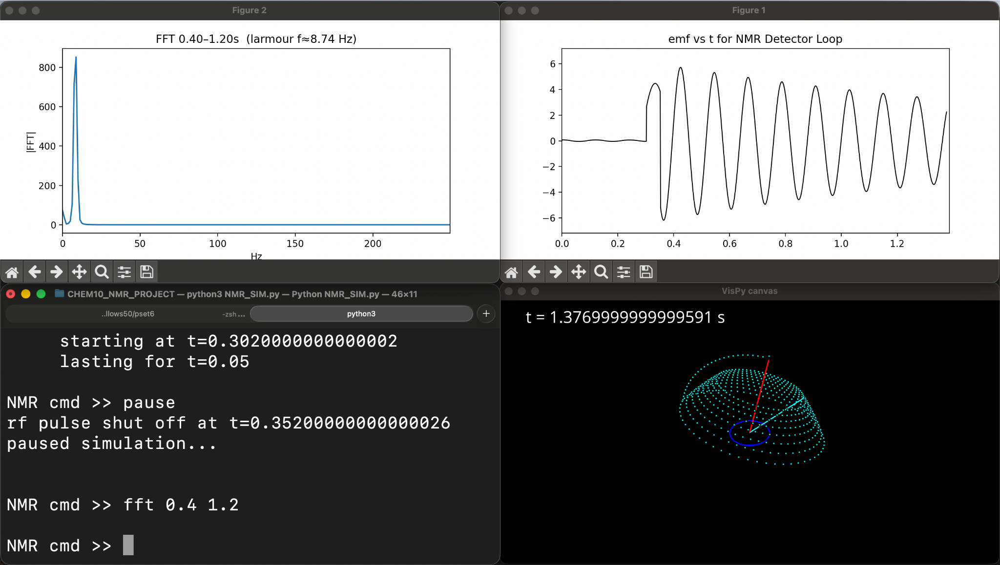 Figure 2
FFT 0.40–1.20s (larmour f≈8.74 Hz)
800
600
400
200
0
|FFT|
0 50 100 150 200
Hz
Figure 1
emf vs t for NMR Detector Loop
6
4
2
0
−2
−4
−6
0.0 0.2 0.4 0.6 0.8 1.0 1.2
CHEM10_NMR_PROJECT — python3 NMR_SIM.py — Python NMR_SIM.py — 46×11
..llows50/pset6 -zsh ... python3 +
starting at t=0.3020000000000002
lasting for t=0.05
NMR cmd >> pause
rf pulse shut off at t=0.35200000000000026
paused simulation...
NMR cmd >> fft 0.4 1.2
NMR cmd >>
VisPy canvas
t = 1.3769999999999591 s